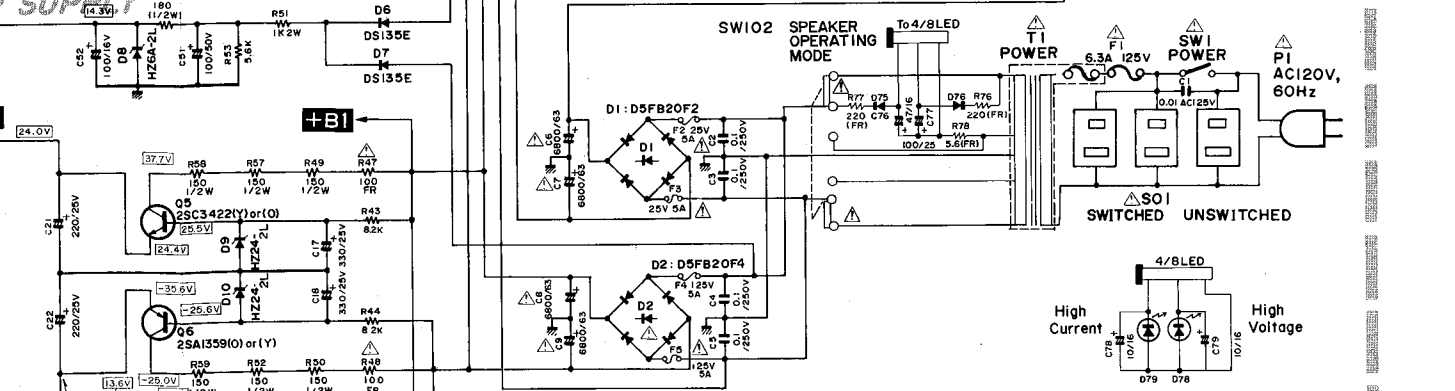 SUPPLY
14.3V
180
(1/2W)
R51
1K 2W
D6
DS135E
D7
DS135E
C52
100/16V
D8
HZ6A-2L
C51
100/50V
R53
5.6K
24.0V
+B1
37.7V
R58
150
1/2W
R57
150
1/2W
R49
150
1/2W
R47
100
FR
Q5
2SC3422(Y)or(O)
25.5V
24.4V
R43
8.2K
C21
220/25V
D9
HZ24-2L
C17
330/25V
D10
HZ24-2L
C18
330/25V
-35.6V
-25.6V
R44
8.2K
C22
220/25V
Q6
2SA1359(O)or(Y)
R59
150
R52
150
1/2W
R50
150
1/2W
R48
100
FR
13.6V
-25.0V
D1:D5FB20F2
F2 125V
5A
C6
6800/63
C7
6800/63
D1
C2
0.1
/250V
C3
0.1
/250V
F3
125V 5A
D2:D5FB20F4
F4 125V
5A
C8
6800/63
C9
6800/63
D2
C4
0.1
/250V
C5
0.1
/250V
F5
125V
5A
SW102 SPEAKER
OPERATING
MODE
To 4/8LED
R77
220
(FR)
D75
C76
47/16
C77
100/25
D76
R76
220(FR)
R78
5.6(FR)
T1
POWER
F1
6.3A 125V
SW1
POWER
C1
0.01 AC125V
P1
AC120V,
60Hz
SO1
SWITCHED UNSWITCHED
4/8LED
High
Current
High
Voltage
C78
10/16
D79
D78
C79
10/16